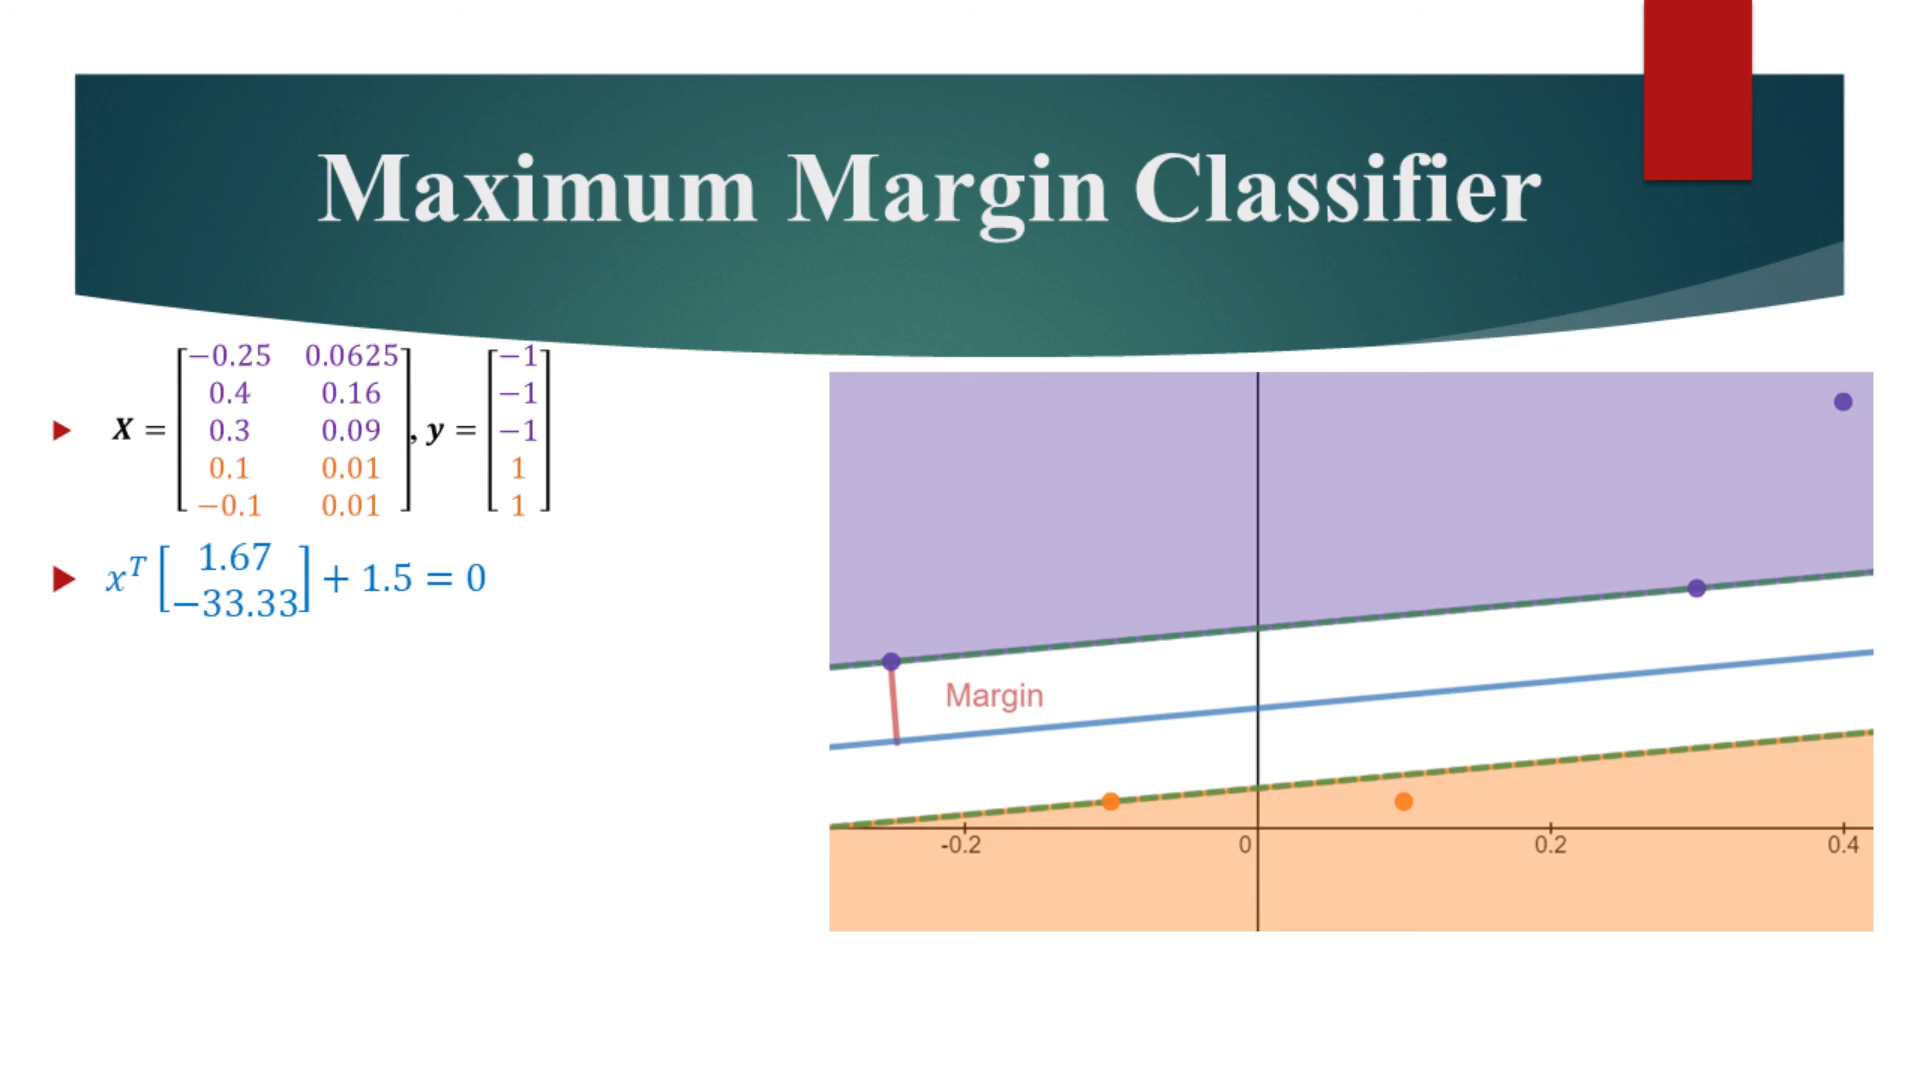 Maximum Margin Classifier
X = [−0.25 0.0625
0.4 0.16
0.3 0.09
0.1 0.01
−0.1 0.01], y = [−1
−1
−1
1
1]
xᵀ [1.67
−33.33] + 1.5 = 0
Margin
-0.2 0 0.2 0.4